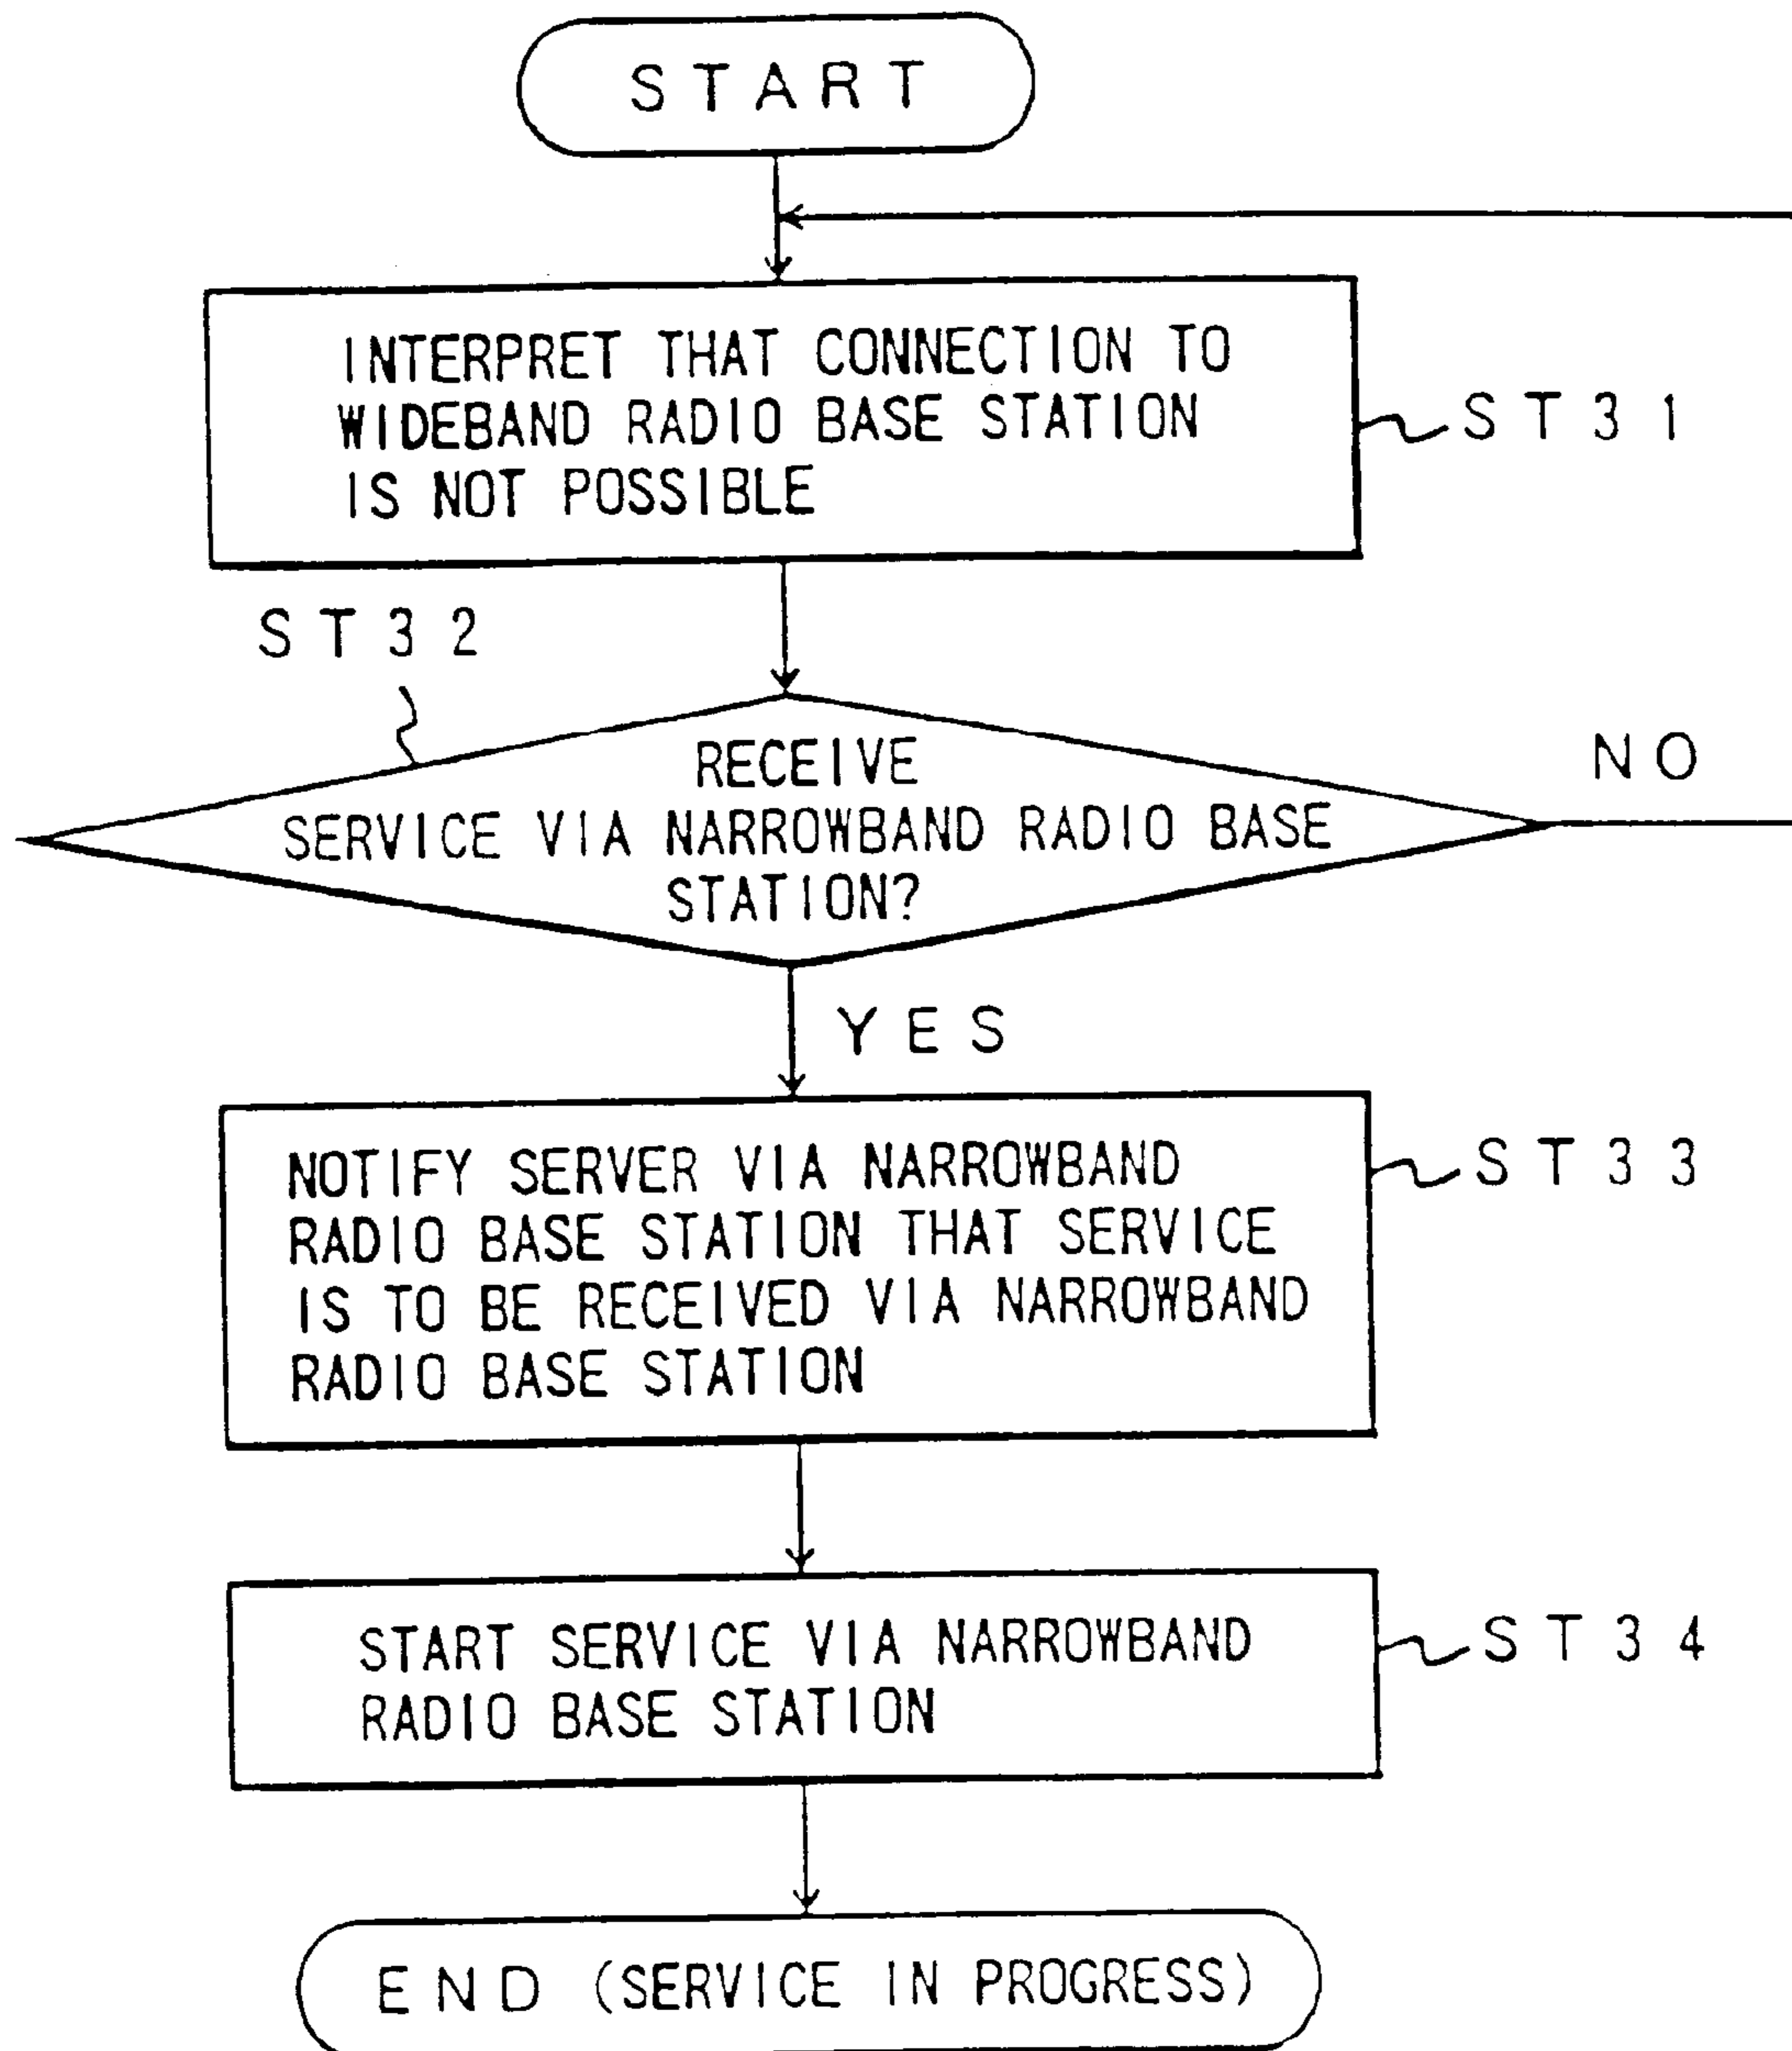 START
INTERPRET THAT CONNECTION TO
WIDEBAND RADIO BASE STATION
IS NOT POSSIBLE
ST31
ST32
RECEIVE
SERVICE VIA NARROWBAND RADIO BASE
STATION?
NO
YES
NOTIFY SERVER VIA NARROWBAND
RADIO BASE STATION THAT SERVICE
IS TO BE RECEIVED VIA NARROWBAND
RADIO BASE STATION
ST33
START SERVICE VIA NARROWBAND
RADIO BASE STATION
ST34
END (SERVICE IN PROGRESS)